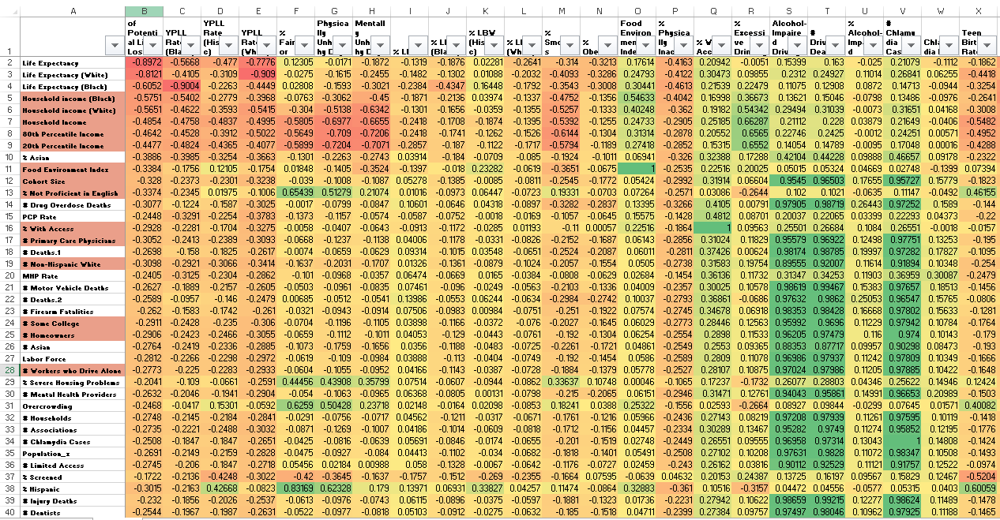 A B C D E F G H I J K L M N O P Q R S T U V W X
1 of Potenti al Li Los YPLL Rat (Bla YPLL Rate (His c) YPLL Rat (Wh % Fair or Physica lly Unh hy D Mentall y Unh hy D % L % LI (Bla % LBW (His c) % L (Wh % Smo s % Obe Food Environ men Inde % Physica lly Inac % W Acc % Excessi ve Drin Alcohol- Impaire d # Driv Dea % Alcohol- Imp d # Chlamy dia Cas Chla dia Teen Birt Rat
2 Life Expectancy -0.8972 -0.5668 -0.477 -0.7776 0.12305 -0.0171 -0.1872 -0.1319 -0.1876 0.02281 -0.2641 -0.314 -0.3213 0.17614 -0.4163 0.20942 -0.0051 0.15399 0.163 -0.025 0.21079 -0.1112 -0.1862
3 Life Expectancy (White) -0.8121 -0.4105 -0.3109 -0.909 -0.0275 -0.1615 -0.2455 -0.1482 -0.1302 0.01088 -0.2032 -0.4093 -0.3286 0.24793 -0.4122 0.30473 0.09855 0.2312 0.24927 0.11014 0.26841 0.06255 -0.4418
4 Life Expectancy (Black) -0.6052 -0.9004 -0.2263 -0.4449 0.02808 -0.1593 -0.3021 -0.2384 -0.4347 0.16448 -0.1792 -0.3543 -0.3008 0.30441 -0.4613 0.21539 0.22479 0.11075 0.12908 0.0872 0.14713 -0.0944 -0.3254
5 Household income (Black) -0.5751 -0.5402 -0.2779 -0.3968 -0.0763 -0.3062 -0.45 -0.1871 -0.2136 0.03974 -0.1337 -0.4752 -0.1356 0.54633 -0.4042 0.16998 0.36673 0.13621 0.15046 -0.0798 0.13486 -0.0976 -0.2641
6 Household income (White) -0.5651 -0.4622 -0.3593 -0.5415 -0.304 -0.5138 -0.6342 -0.1301 -0.1656 -0.0359 -0.1355 -0.5257 -0.1333 0.40248 -0.362 0.19182 0.54342 0.29494 0.31039 -0.0073 0.31651 0.04168 -0.3008
7 Household Income -0.4854 -0.4758 -0.4837 -0.4995 -0.5805 -0.6977 -0.6655 -0.2418 -0.1708 -0.1874 -0.1395 -0.5392 -0.1255 0.24733 -0.2905 0.25185 0.66287 0.21112 0.228 0.03879 0.21649 -0.0406 -0.5482
8 80th Percentile Income -0.4642 -0.4528 -0.3912 -0.5022 -0.5649 -0.709 -0.7206 -0.2418 -0.1741 -0.1262 -0.1526 -0.6144 -0.1304 0.31314 -0.2878 0.20752 0.6565 0.22746 0.2425 -0.0012 0.24251 0.00571 -0.4952
9 20th Percentile Income -0.4477 -0.4824 -0.4365 -0.4077 -0.5899 -0.7204 -0.7071 -0.2857 -0.187 -0.1122 -0.1717 -0.5794 -0.1189 0.27418 -0.2852 0.15315 0.6552 0.14054 0.14789 -0.0095 0.17048 0.00016 -0.4288
10 % Asian -0.3886 -0.3985 -0.3254 -0.3663 -0.1301 -0.2263 -0.2743 0.03914 -0.184 -0.0709 -0.085 -0.1924 -0.1011 0.06941 -0.326 0.32388 0.17288 0.42104 0.44228 0.09888 0.46657 0.09178 -0.2322
11 Food Environment Index -0.3384 -0.1756 0.12105 -0.1744 0.01848 -0.1405 -0.3524 -0.1397 -0.018 0.23282 -0.0619 -0.3651 -0.0675 1 -0.2535 0.22516 0.20025 0.05015 0.05324 0.04669 0.02748 -0.1399 0.07394
12 Cohort Size -0.328 -0.2373 -0.2301 -0.3238 -0.039 -0.1008 -0.1087 0.05278 -0.1385 -0.0085 -0.0811 -0.2545 -0.1772 0.05424 -0.2992 0.31914 0.06604 0.9545 0.96503 0.17655 0.95727 0.15779 -0.1823
13 % Not Proficient in English -0.3374 -0.2345 0.01975 -0.1006 0.65439 0.51279 0.21074 0.01016 -0.0973 0.06447 -0.0723 0.19331 -0.0703 0.07264 -0.2571 0.03086 -0.2644 0.102 0.1021 -0.0635 0.11147 -0.0492 0.46155
14 # Drug Overdose Deaths -0.3077 -0.1224 -0.1587 -0.3025 -0.0017 -0.0799 -0.0847 0.10601 -0.0646 0.04318 -0.0897 -0.3282 -0.2837 0.13395 -0.3266 0.4105 0.00791 0.97905 0.98719 0.26443 0.97252 0.1589 -0.144
15 PCP Rate -0.2448 -0.3291 -0.2254 -0.3783 -0.1373 -0.1157 -0.0574 -0.0587 -0.0752 -0.0018 -0.0169 -0.1057 -0.0645 0.15575 -0.1428 0.4812 0.08701 0.20037 0.22065 0.03399 0.22293 0.04373 -0.22
16 % With Access -0.2928 -0.2281 -0.1704 -0.3275 -0.0058 -0.0407 -0.0643 -0.0913 -0.1172 -0.0285 0.01193 -0.11 0.00057 0.22516 -0.1864 1 0.09563 0.25501 0.26684 0.1084 0.26551 -0.0018 -0.0157
17 # Primary Care Physicians -0.3052 -0.2413 -0.2389 -0.3093 -0.0668 -0.1237 -0.1138 0.04006 -0.1178 -0.0331 -0.0826 -0.2152 -0.1687 0.06143 -0.2856 0.31024 0.11829 0.95579 0.96922 0.12498 0.97751 0.13253 -0.195
18 # Deaths.1 -0.2698 -0.158 -0.1825 -0.2617 -0.0074 -0.0659 -0.0629 0.09314 -0.1015 0.03548 -0.0651 -0.2524 -0.2087 0.06011 -0.2811 0.37426 0.00624 0.98174 0.98785 0.19997 0.97282 0.17827 -0.1095
19 # Non-Hispanic White -0.3098 -0.2921 -0.3066 -0.3414 -0.1637 -0.2031 -0.1707 0.01326 -0.1361 -0.0879 -0.1024 -0.2057 -0.1554 0.0505 -0.2738 0.31583 0.19754 0.89555 0.92007 0.11614 0.91894 0.10348 -0.254
20 MHP Rate -0.2405 -0.3125 -0.2304 -0.2862 -0.101 -0.0968 -0.0357 0.06474 -0.0669 0.0165 -0.0384 -0.0808 -0.0629 0.02684 -0.1454 0.36136 0.11732 0.31347 0.34253 0.11903 0.36959 0.30087 -0.2479
21 # Motor Vehicle Deaths -0.2627 -0.1889 -0.2157 -0.2605 0.0503 -0.0961 -0.0835 0.07461 -0.096 -0.0249 -0.0563 -0.2103 -0.1336 0.04009 -0.2357 0.30025 0.10578 0.98619 0.99467 0.15383 0.97657 0.18513 -0.1456
22 # Deaths.2 -0.2589 -0.0957 -0.146 -0.2479 0.00685 -0.0512 -0.0541 0.13986 -0.0553 0.06244 -0.0634 -0.2984 -0.2742 0.10037 -0.2793 0.36861 -0.0686 0.97632 0.9862 0.25053 0.96547 0.15756 -0.0806
23 # Firearm Fatalities -0.262 -0.1583 -0.1742 -0.261 -0.0321 -0.0943 -0.0914 0.07506 -0.0983 0.00984 -0.0751 -0.251 -0.1922 0.07574 -0.2745 0.34678 0.06918 0.98353 0.98428 0.16668 0.97802 0.15633 -0.1281
24 # Some College -0.2911 -0.2428 -0.235 -0.306 -0.0704 -0.1196 -0.1105 0.03253 -0.1166 -0.0372 -0.076 -0.2027 -0.1645 0.06029 -0.2773 0.28446 0.12563 0.95992 0.9696 0.11229 0.97942 0.10784 -0.1764
25 # Homeowners -0.2906 -0.2423 -0.2466 -0.3055 -0.0659 -0.1112 -0.1011 0.04053 -0.1129 -0.0443 -0.0761 -0.192 -0.1304 0.06254 -0.2554 0.2898 0.11533 0.96205 0.97479 0.116 0.974 0.10143 -0.179
26 # Asian -0.2764 -0.2419 -0.2336 -0.2885 -0.1073 -0.1759 -0.1656 0.0356 -0.1188 -0.0483 -0.0725 -0.2261 -0.1721 0.04861 -0.2549 0.2553 0.09365 0.88353 0.87717 0.09957 0.90298 0.08473 -0.193
27 Labor Force -0.2812 -0.2266 -0.2298 -0.2972 -0.0619 -0.109 -0.0984 0.03888 -0.113 -0.0404 -0.0749 -0.192 -0.1454 0.0586 -0.2589 0.2809 0.11078 0.96986 0.97937 0.11242 0.97809 0.10349 -0.1666
28 # Workers who Drive Alone -0.2773 -0.225 -0.2283 -0.2933 -0.0604 -0.1055 -0.0952 0.04166 -0.1143 -0.0387 -0.0728 -0.1884 -0.1379 0.05778 -0.2527 0.28107 0.10875 0.97024 0.97986 0.11205 0.97885 0.10422 -0.1648
29 % Severe Housing Problems -0.2041 -0.109 -0.0661 -0.2591 0.44456 0.43908 0.35799 0.07514 -0.0607 -0.0944 -0.0862 0.33637 0.10748 0.00046 -0.1065 0.17237 -0.1732 0.26077 0.28803 0.04346 0.25622 0.14946 0.12424
30 # Mental Health Providers -0.2632 -0.2046 -0.1941 -0.2904 -0.054 -0.1063 -0.0965 0.06368 -0.0805 0.00131 -0.0798 -0.215 -0.2065 0.06151 -0.2946 0.31471 0.12761 0.94043 0.95861 0.14991 0.96653 0.20989 -0.1503
31 Overcrowding -0.2468 -0.0417 0.15301 -0.0592 0.6259 0.50428 0.23718 0.02148 -0.0164 0.02098 -0.0853 0.18241 0.0388 0.25322 -0.1556 0.02593 -0.2664 0.08927 0.09844 -0.0299 0.07645 0.01571 0.40082
32 # Households -0.2748 -0.2145 -0.2184 -0.2841 -0.0291 -0.0756 -0.0717 0.04562 -0.1211 -0.0317 -0.0671 -0.1761 -0.1216 0.05966 -0.2436 0.27143 0.08219 0.97208 0.97939 0.11261 0.97595 0.1019 -0.1418
33 # Associations -0.2735 -0.2221 -0.2488 -0.3032 -0.0871 -0.1269 -0.1007 0.04186 -0.1014 -0.0609 -0.0818 -0.1712 -0.1156 0.04457 -0.2334 0.30289 0.13467 0.95282 0.9749 0.11274 0.95852 0.12195 -0.1776
34 # Chlamydia Cases -0.2508 -0.1847 -0.1847 -0.2651 -0.0425 -0.0816 -0.0639 0.05691 -0.0846 -0.0174 -0.0655 -0.201 -0.1519 0.02748 -0.2449 0.26551 0.09555 0.96958 0.97314 0.13043 1 0.14808 -0.1424
35 Population_x -0.2691 -0.2149 -0.2159 -0.2828 -0.0475 -0.0927 -0.084 0.04413 -0.1102 -0.034 -0.0682 -0.1818 -0.1401 0.05491 -0.2508 0.27102 0.10208 0.97631 0.9829 0.11072 0.98347 0.10508 -0.1493
36 # Limited Access -0.2745 -0.206 -0.1847 -0.2718 0.05456 0.02184 0.00988 0.058 -0.1328 -0.0067 -0.0642 -0.1176 -0.0727 0.02459 -0.243 0.26162 0.03816 0.90112 0.92529 0.11121 0.91757 0.12522 -0.0974
37 % Screened -0.1722 -0.2136 -0.4248 -0.3022 -0.42 -0.3645 -0.1637 -0.1757 -0.1512 -0.269 -0.2355 -0.1664 0.07595 -0.0639 0.04632 0.20153 0.24387 0.13725 0.16197 0.09567 0.15829 0.12467 -0.5204
38 % Hispanic -0.3015 -0.2163 0.42668 -0.0823 0.83169 0.62328 0.179 0.13971 0.06931 0.33827 0.04257 0.11474 -0.0864 0.32883 -0.361 0.10516 -0.3157 0.04472 0.04556 -0.0577 0.05315 0.0403 0.60059
39 # Injury Deaths -0.232 -0.1856 -0.2026 -0.2537 -0.0613 -0.0976 -0.0743 0.06115 -0.0896 -0.0375 -0.0597 -0.1881 -0.1323 0.01736 -0.2231 0.27942 0.10622 0.98659 0.99215 0.12277 0.98624 0.11489 -0.1478
40 # Dentists -0.2544 -0.1967 -0.1987 -0.2631 -0.0522 -0.0977 -0.0818 0.05103 -0.0912 -0.0275 -0.0632 -0.185 -0.1518 0.04711 -0.2399 0.27384 0.09757 0.97497 0.98046 0.10962 0.97925 0.11188 -0.1465